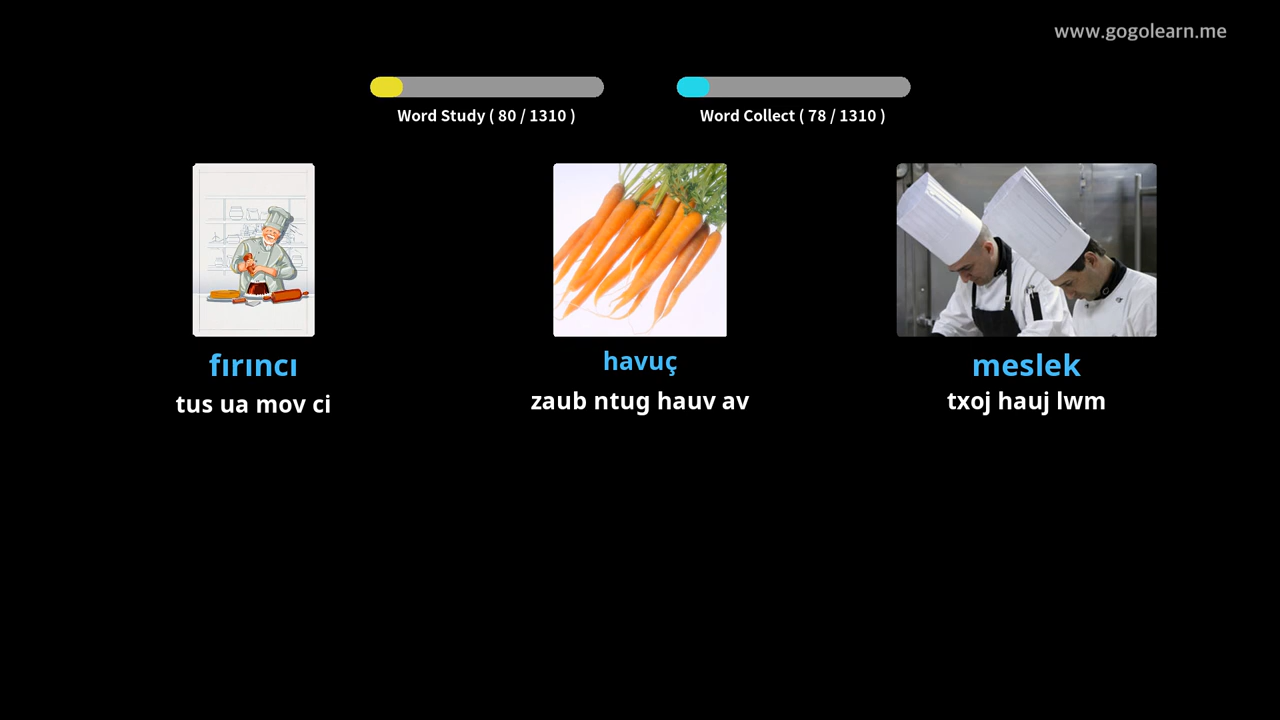 www.gogolearn.me
Word Study ( 80 / 1310 )
Word Collect ( 78 / 1310 )
fırıncı
tus ua mov ci
havuç
zaub ntug hauv av
meslek
txoj hauj lwm